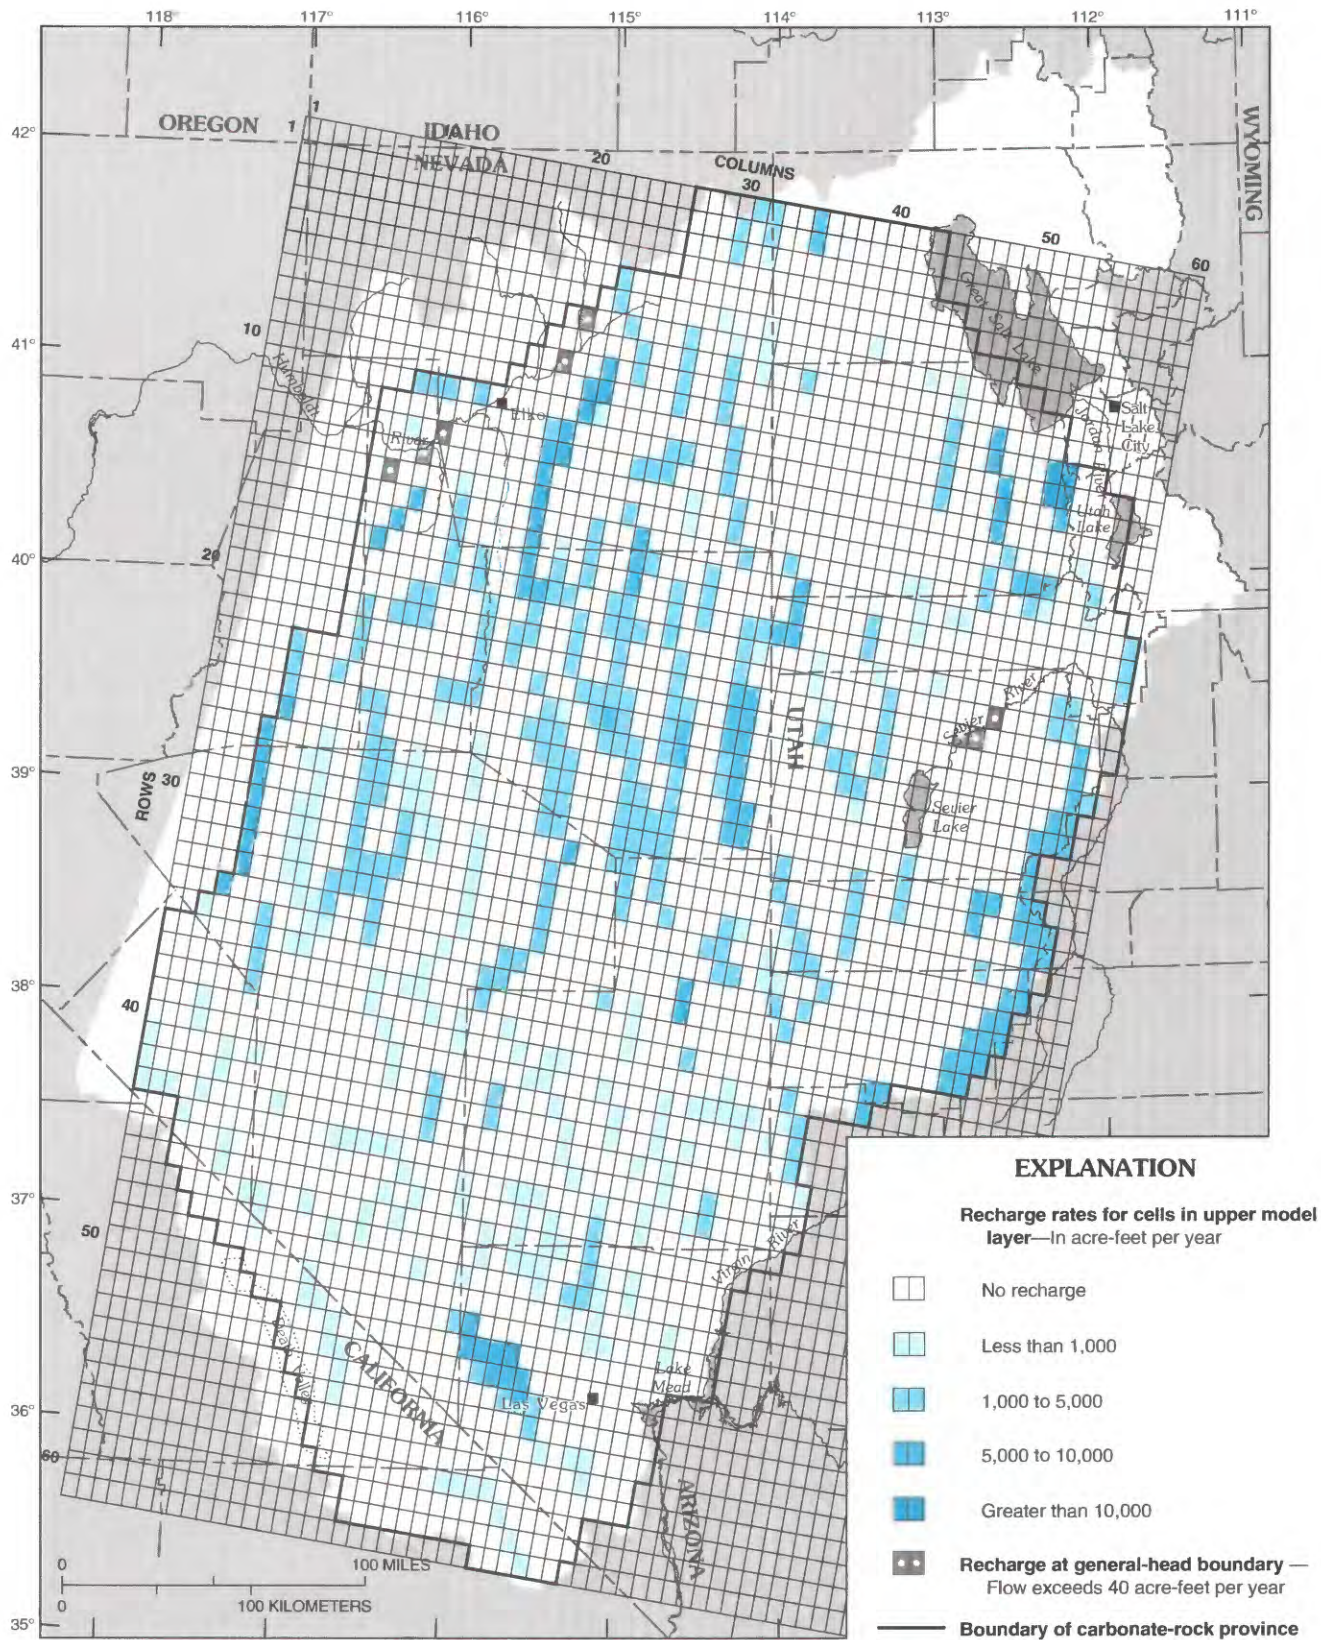 118° 117° 116° 115° 114° 113° 112° 111°
42°
41°
40°
39°
38°
37°
36°
35°
OREGON
IDAHO
NEVADA
WYOMING
UTAH
CALIFORNIA
ARIZONA
COLUMNS
1
20
30
40
50
60
ROWS
1
10
20
30
40
50
60
Great Salt Lake
Salt
Lake
City
Jordan River
Utah
Lake
Humboldt
River
Elko
Sevier River
Sevier
Lake
Virgin River
Lake
Mead
Las Vegas
Death Valley
0 100 MILES
0 100 KILOMETERS
EXPLANATION
Recharge rates for cells in upper model
layer—In acre-feet per year
No recharge
Less than 1,000
1,000 to 5,000
5,000 to 10,000
Greater than 10,000
Recharge at general-head boundary —
Flow exceeds 40 acre-feet per year
Boundary of carbonate-rock province